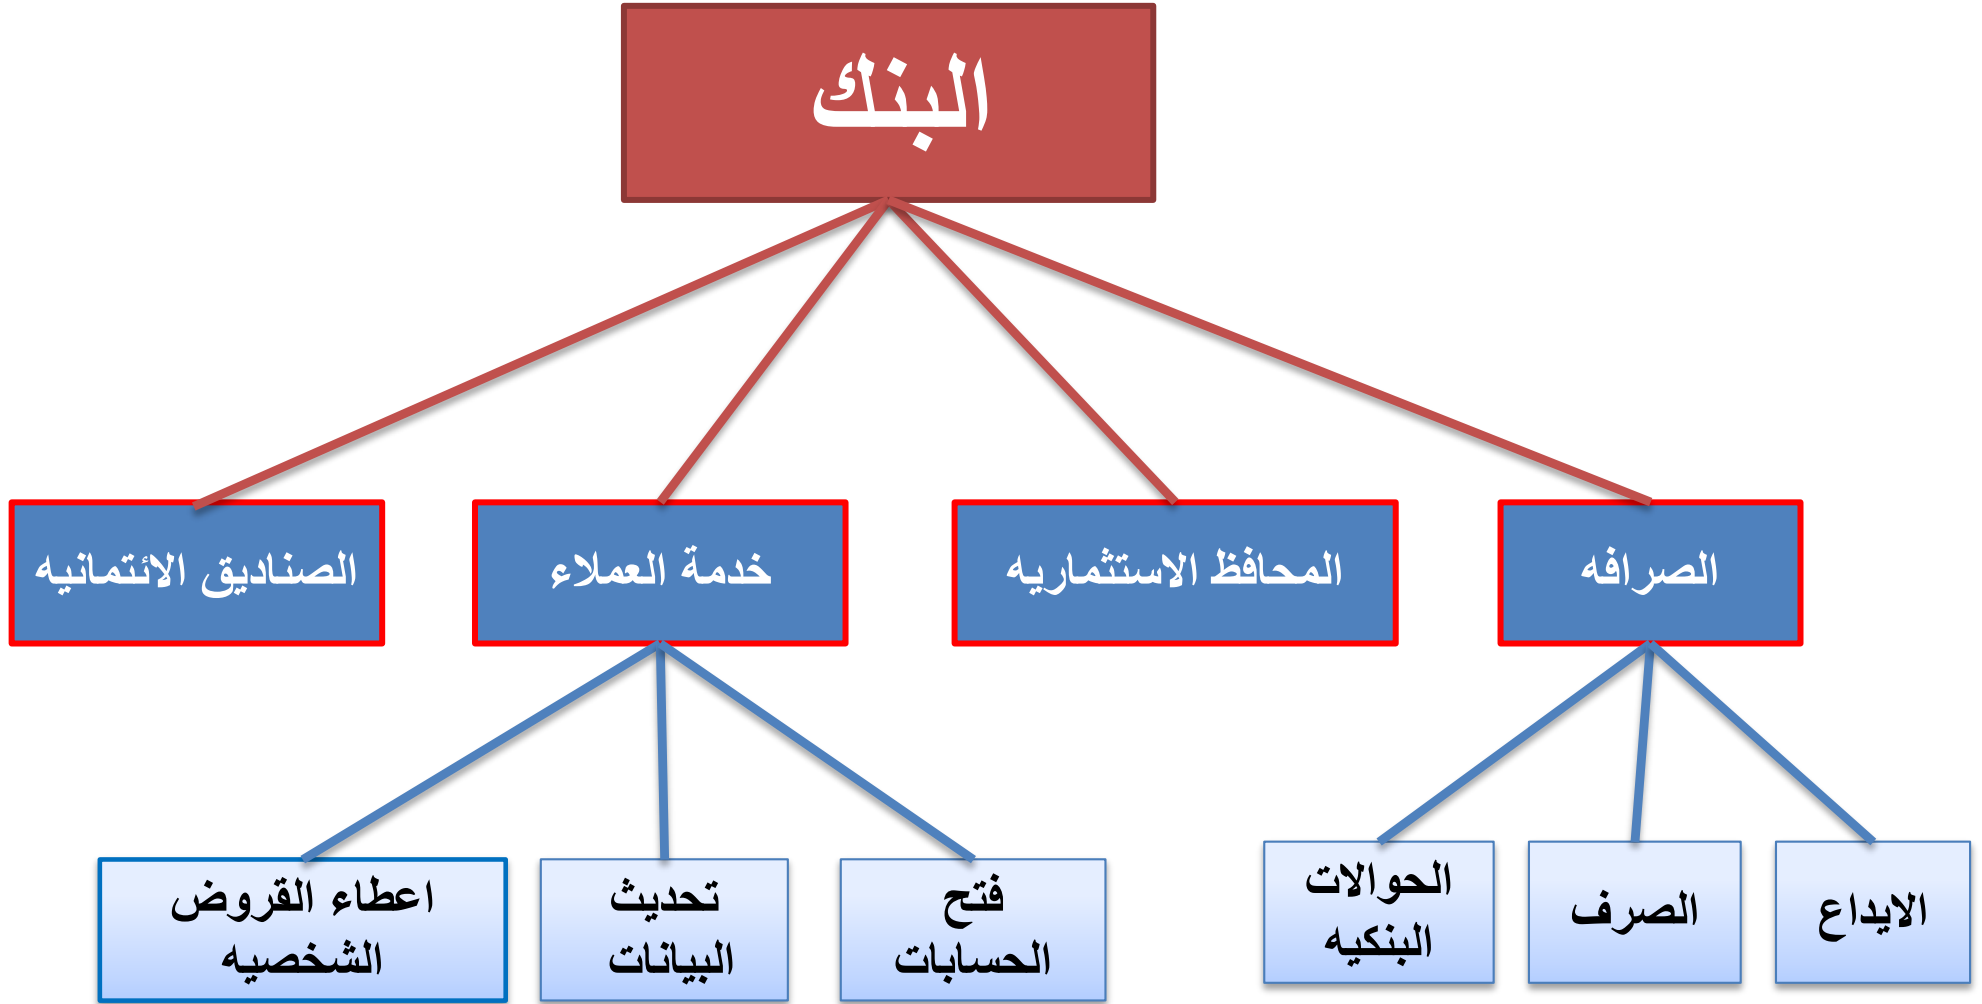 البنك
الصرافه
المحافظ الاستثماريه
خدمة العملاء
الصناديق الائتمانيه
الايداع
الصرف
الحوالات
البنكيه
فتح
الحسابات
تحديث
البيانات
اعطاء القروض
الشخصيه